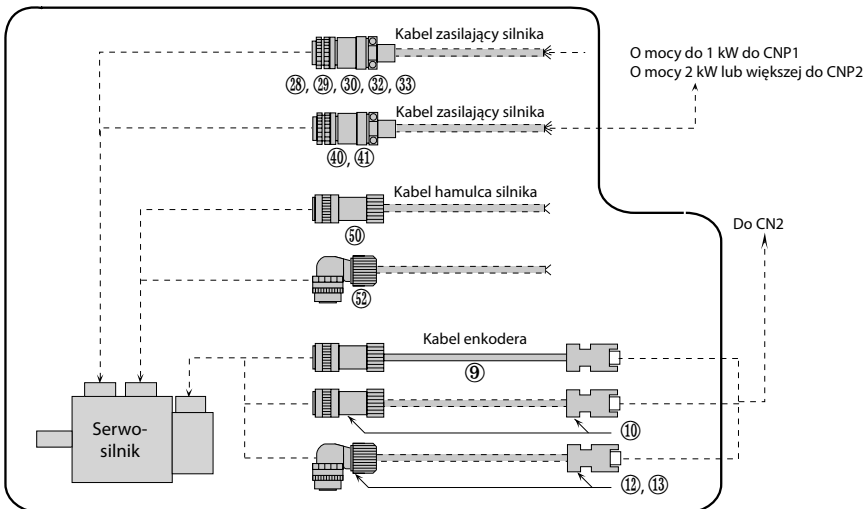 Kabel zasilający silnika
O mocy do 1 kW do CNP1
O mocy 2 kW lub większej do CNP2
㉘, ㉙, ㉚, ㉜, ㉝
Kabel zasilający silnika
㊵, ㊶
Kabel hamulca silnika
Do CN2
㊿
52
Kabel enkodera
⑨
Serwo-
silnik
⑩
⑫, ⑬